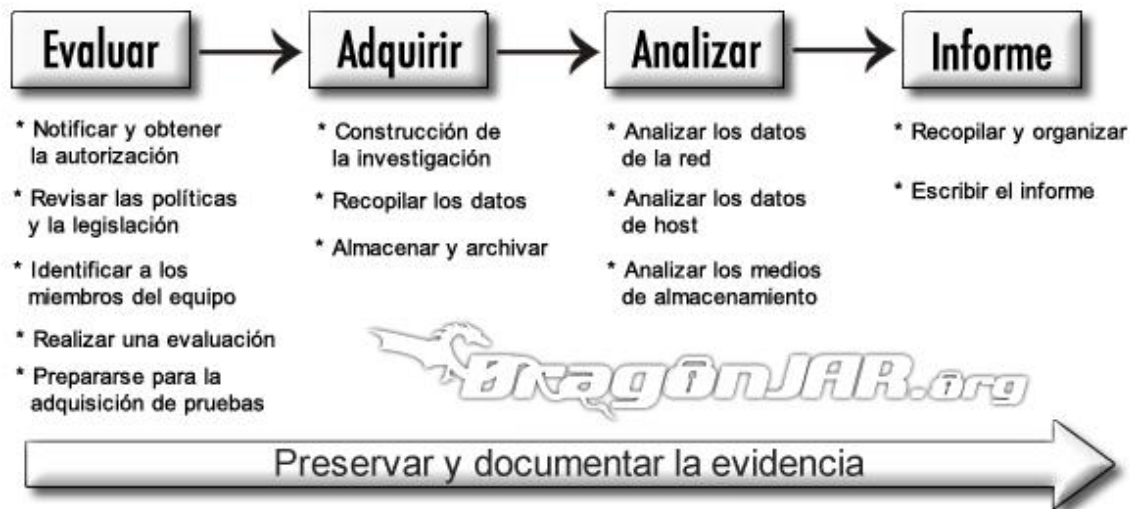 Evaluar
Adquirir
Analizar
Informe
* Notificar y obtener
la autorización
* Revisar las políticas
y la legislación
* Identificar a los
miembros del equipo
* Realizar una evaluación
* Prepararse para la
adquisición de pruebas
* Construcción de
la investigación
* Recopilar los datos
* Almacenar y archivar
* Analizar los datos
de la red
* Analizar los datos
de host
* Analizar los medios
de almacenamiento
* Recopilar y organizar
* Escribir el informe
DragonJAR.org
Preservar y documentar la evidencia